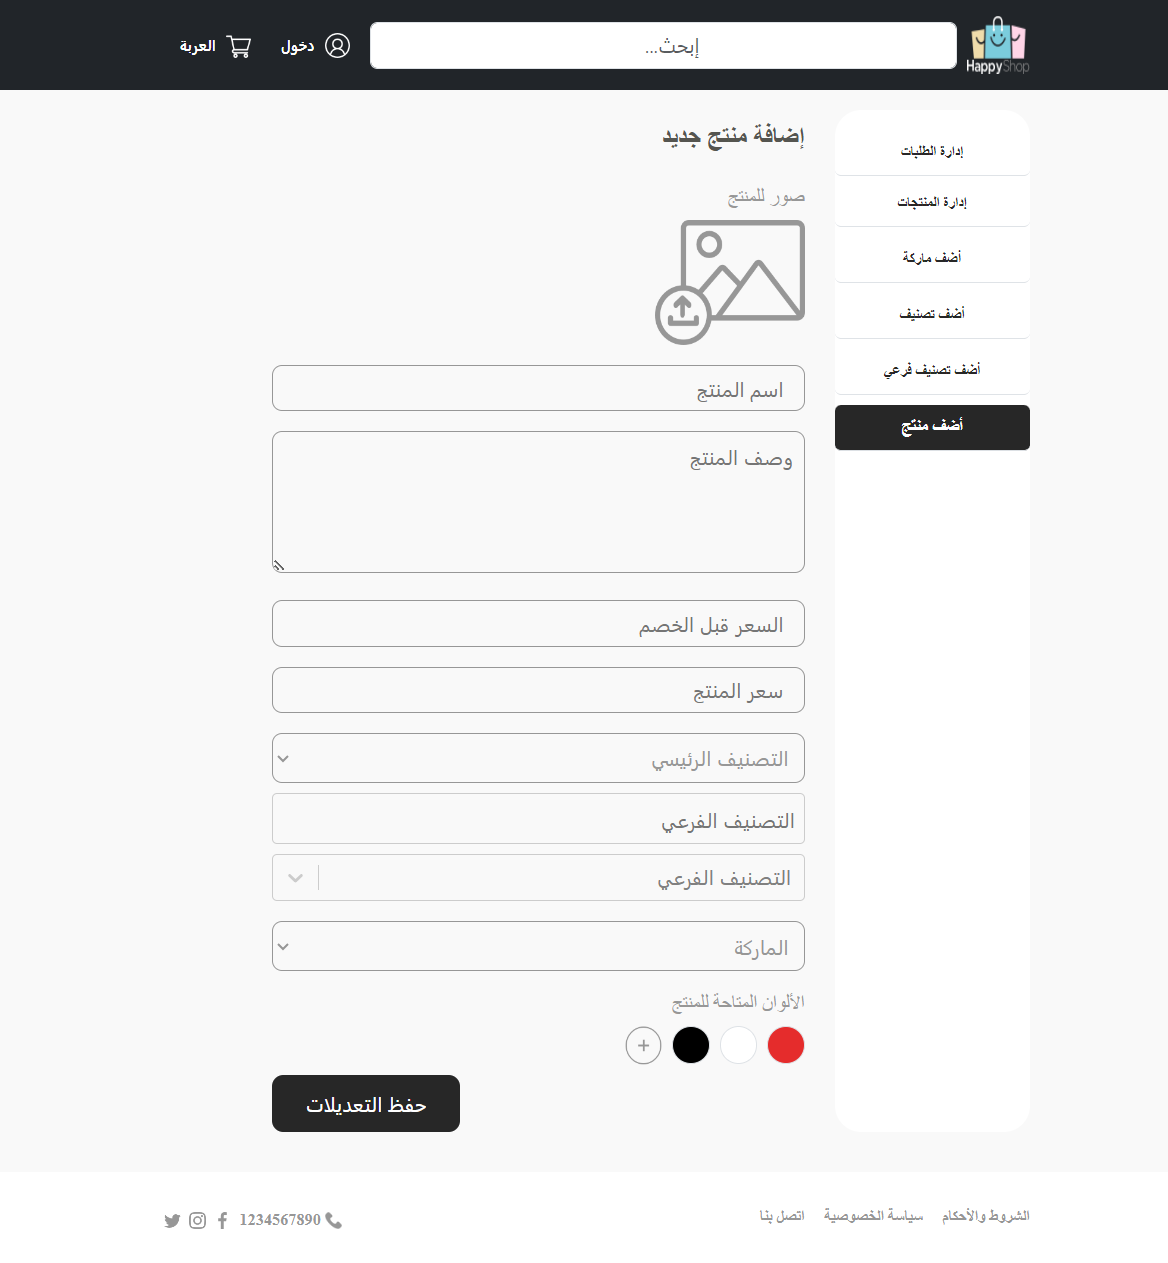 HappyShop
إبحث...
دخول
العربة
إدارة الطلبات
إدارة المنتجات
أضف ماركة
أضف تصنيف
أضف تصنيف فرعي
أضف منتج
إضافة منتج جديد
صور للمنتج
اسم المنتج
وصف المنتج
السعر قبل الخصم
سعر المنتج
التصنيف الرئيسي
التصنيف الفرعي
التصنيف الفرعي
الماركة
الألوان المتاحة للمنتج
حفظ التعديلات
الشروط والأحكام
سياسة الخصوصية
اتصل بنا
1234567890